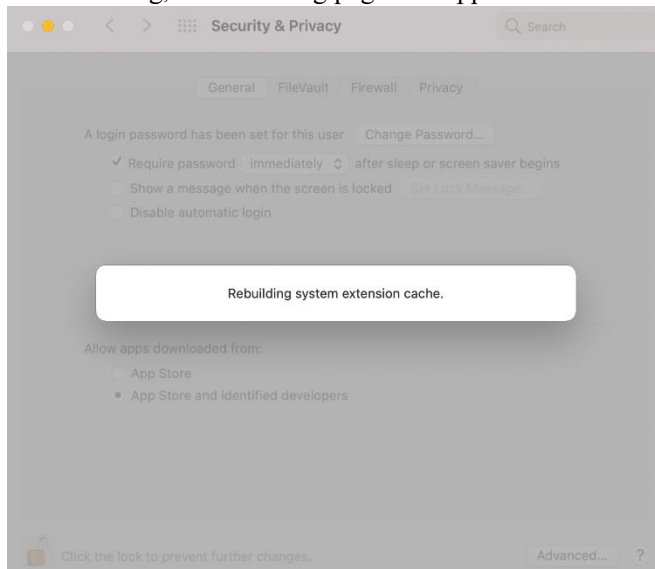 Security & Privacy
Search
General FileVault Firewall Privacy
A login password has been set for this user Change Password...
Require password immediately after sleep or screen saver begins
Show a message when the screen is locked Set Lock Message...
Disable automatic login
Rebuilding system extension cache.
Allow apps downloaded from:
App Store
App Store and identified developers
Click the lock to prevent further changes.
Advanced... ?